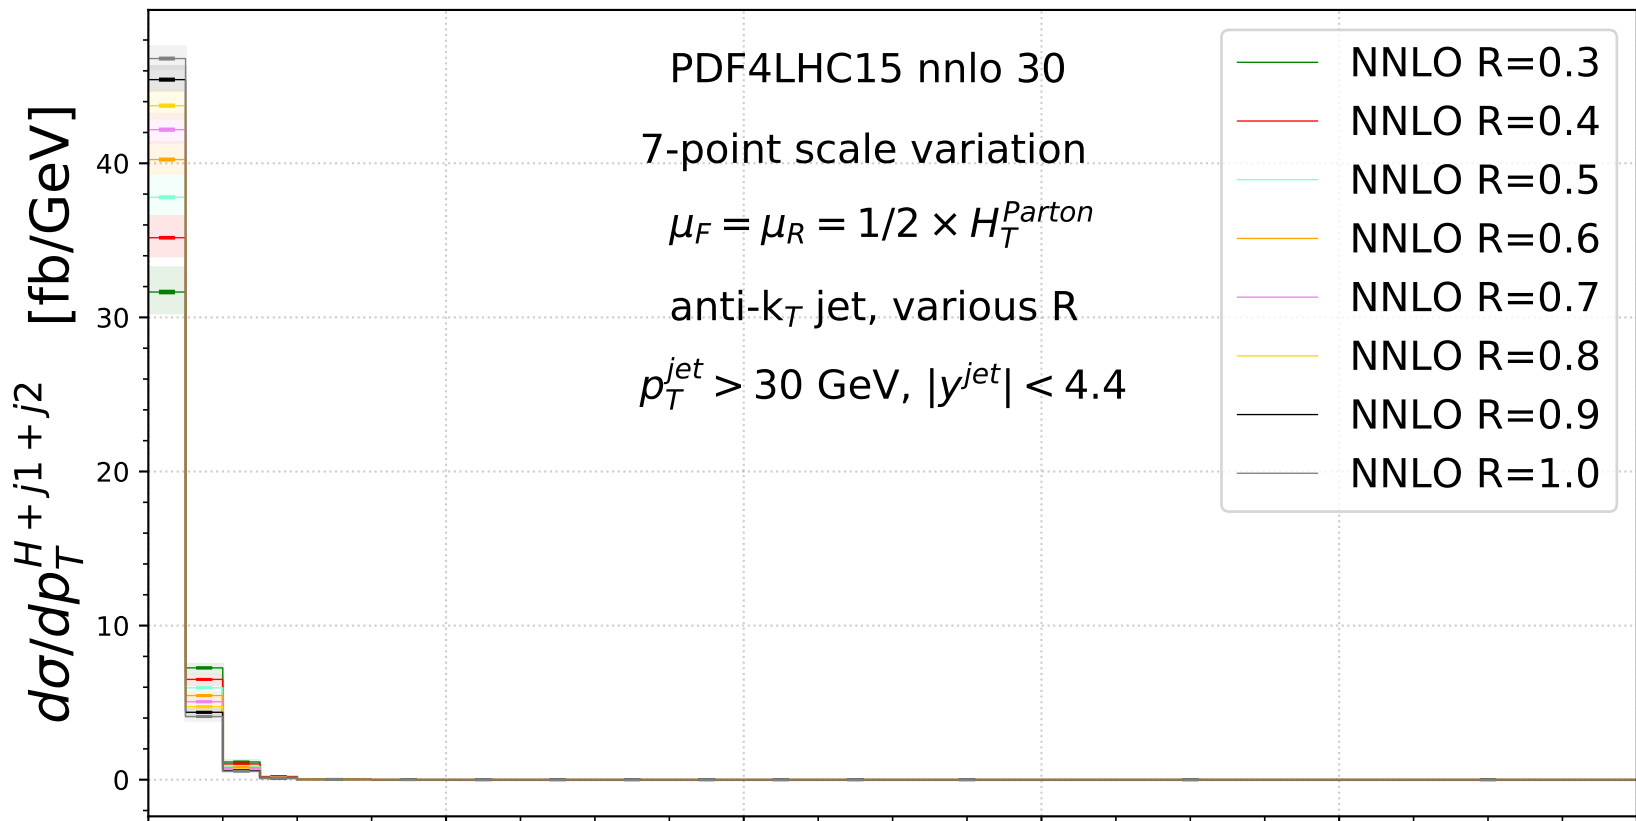 dσ/dp_T^{H + j1 + j2} [fb/GeV]
40
30
20
10
0
PDF4LHC15 nnlo 30
7-point scale variation
μ_F = μ_R = 1/2 × H_T^{Parton}
anti-k_T jet, various R
p_T^{jet} > 30 GeV, |y^{jet}| < 4.4
NNLO R=0.3
NNLO R=0.4
NNLO R=0.5
NNLO R=0.6
NNLO R=0.7
NNLO R=0.8
NNLO R=0.9
NNLO R=1.0